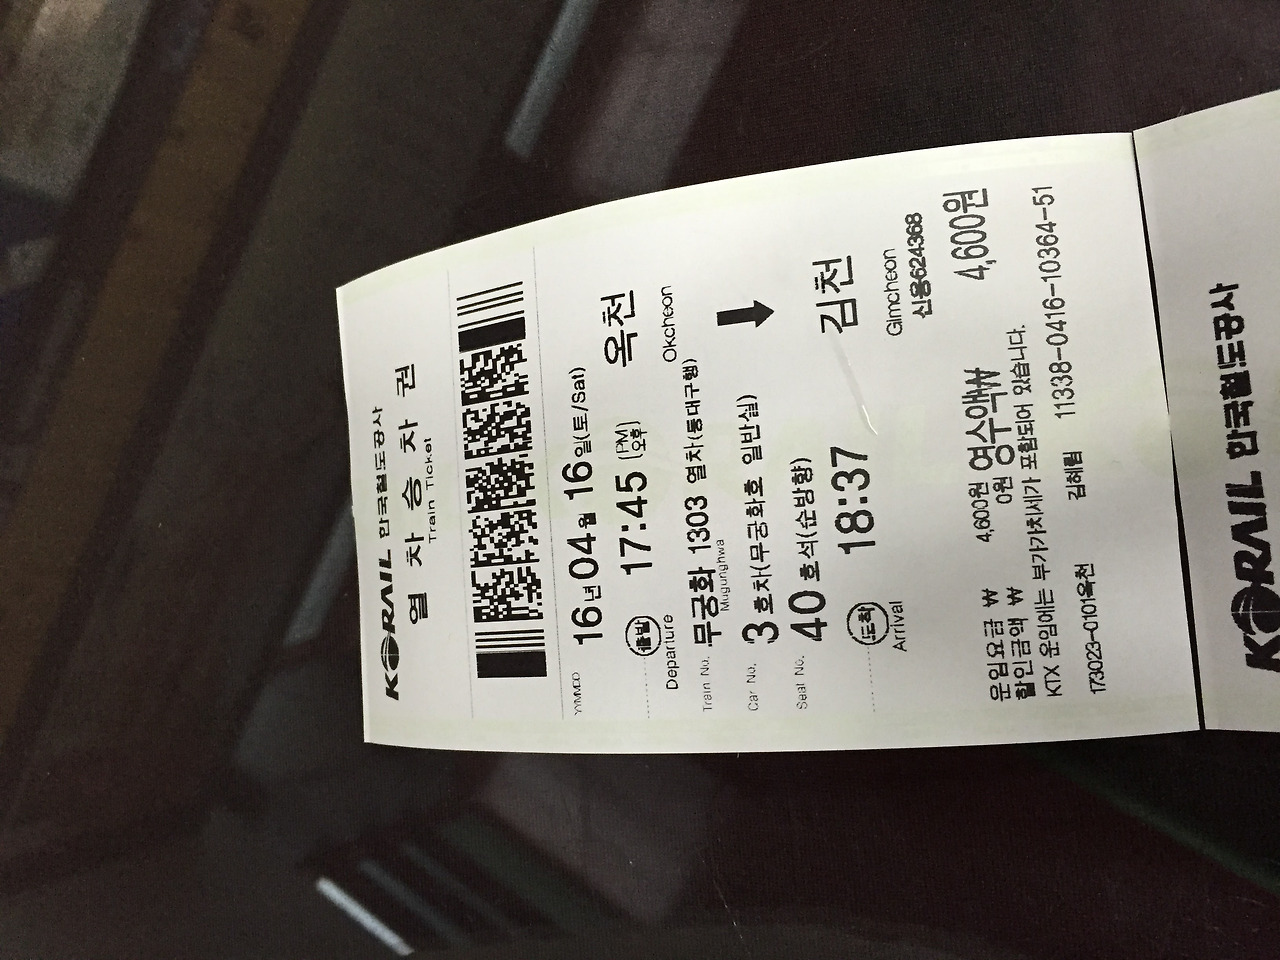 KORAIL 한국철도공사
열 차 승 차 권
Train Ticket
YYMMDD 16년 04월 16일(토/Sat)
출발 17:45 (PM 오후) 옥천
Departure Okcheon
Train No. 무궁화 1303 열차(동대구행)
Mugunghwa
Car No. 3호차(무궁화호 일반실)
Seat No. 40호석(순방향)
도착 18:37 김천
Arrival Gimcheon
신용624368
운임요금 ₩ 4,600원 영수액₩ 4,600원
할인금액 ₩ 0원
KTX 운임에는 부가가치세가 포함되어 있습니다.
173023-0101옥천 김혜림 11338-0416-10364-51
KORAIL 한국철도공사